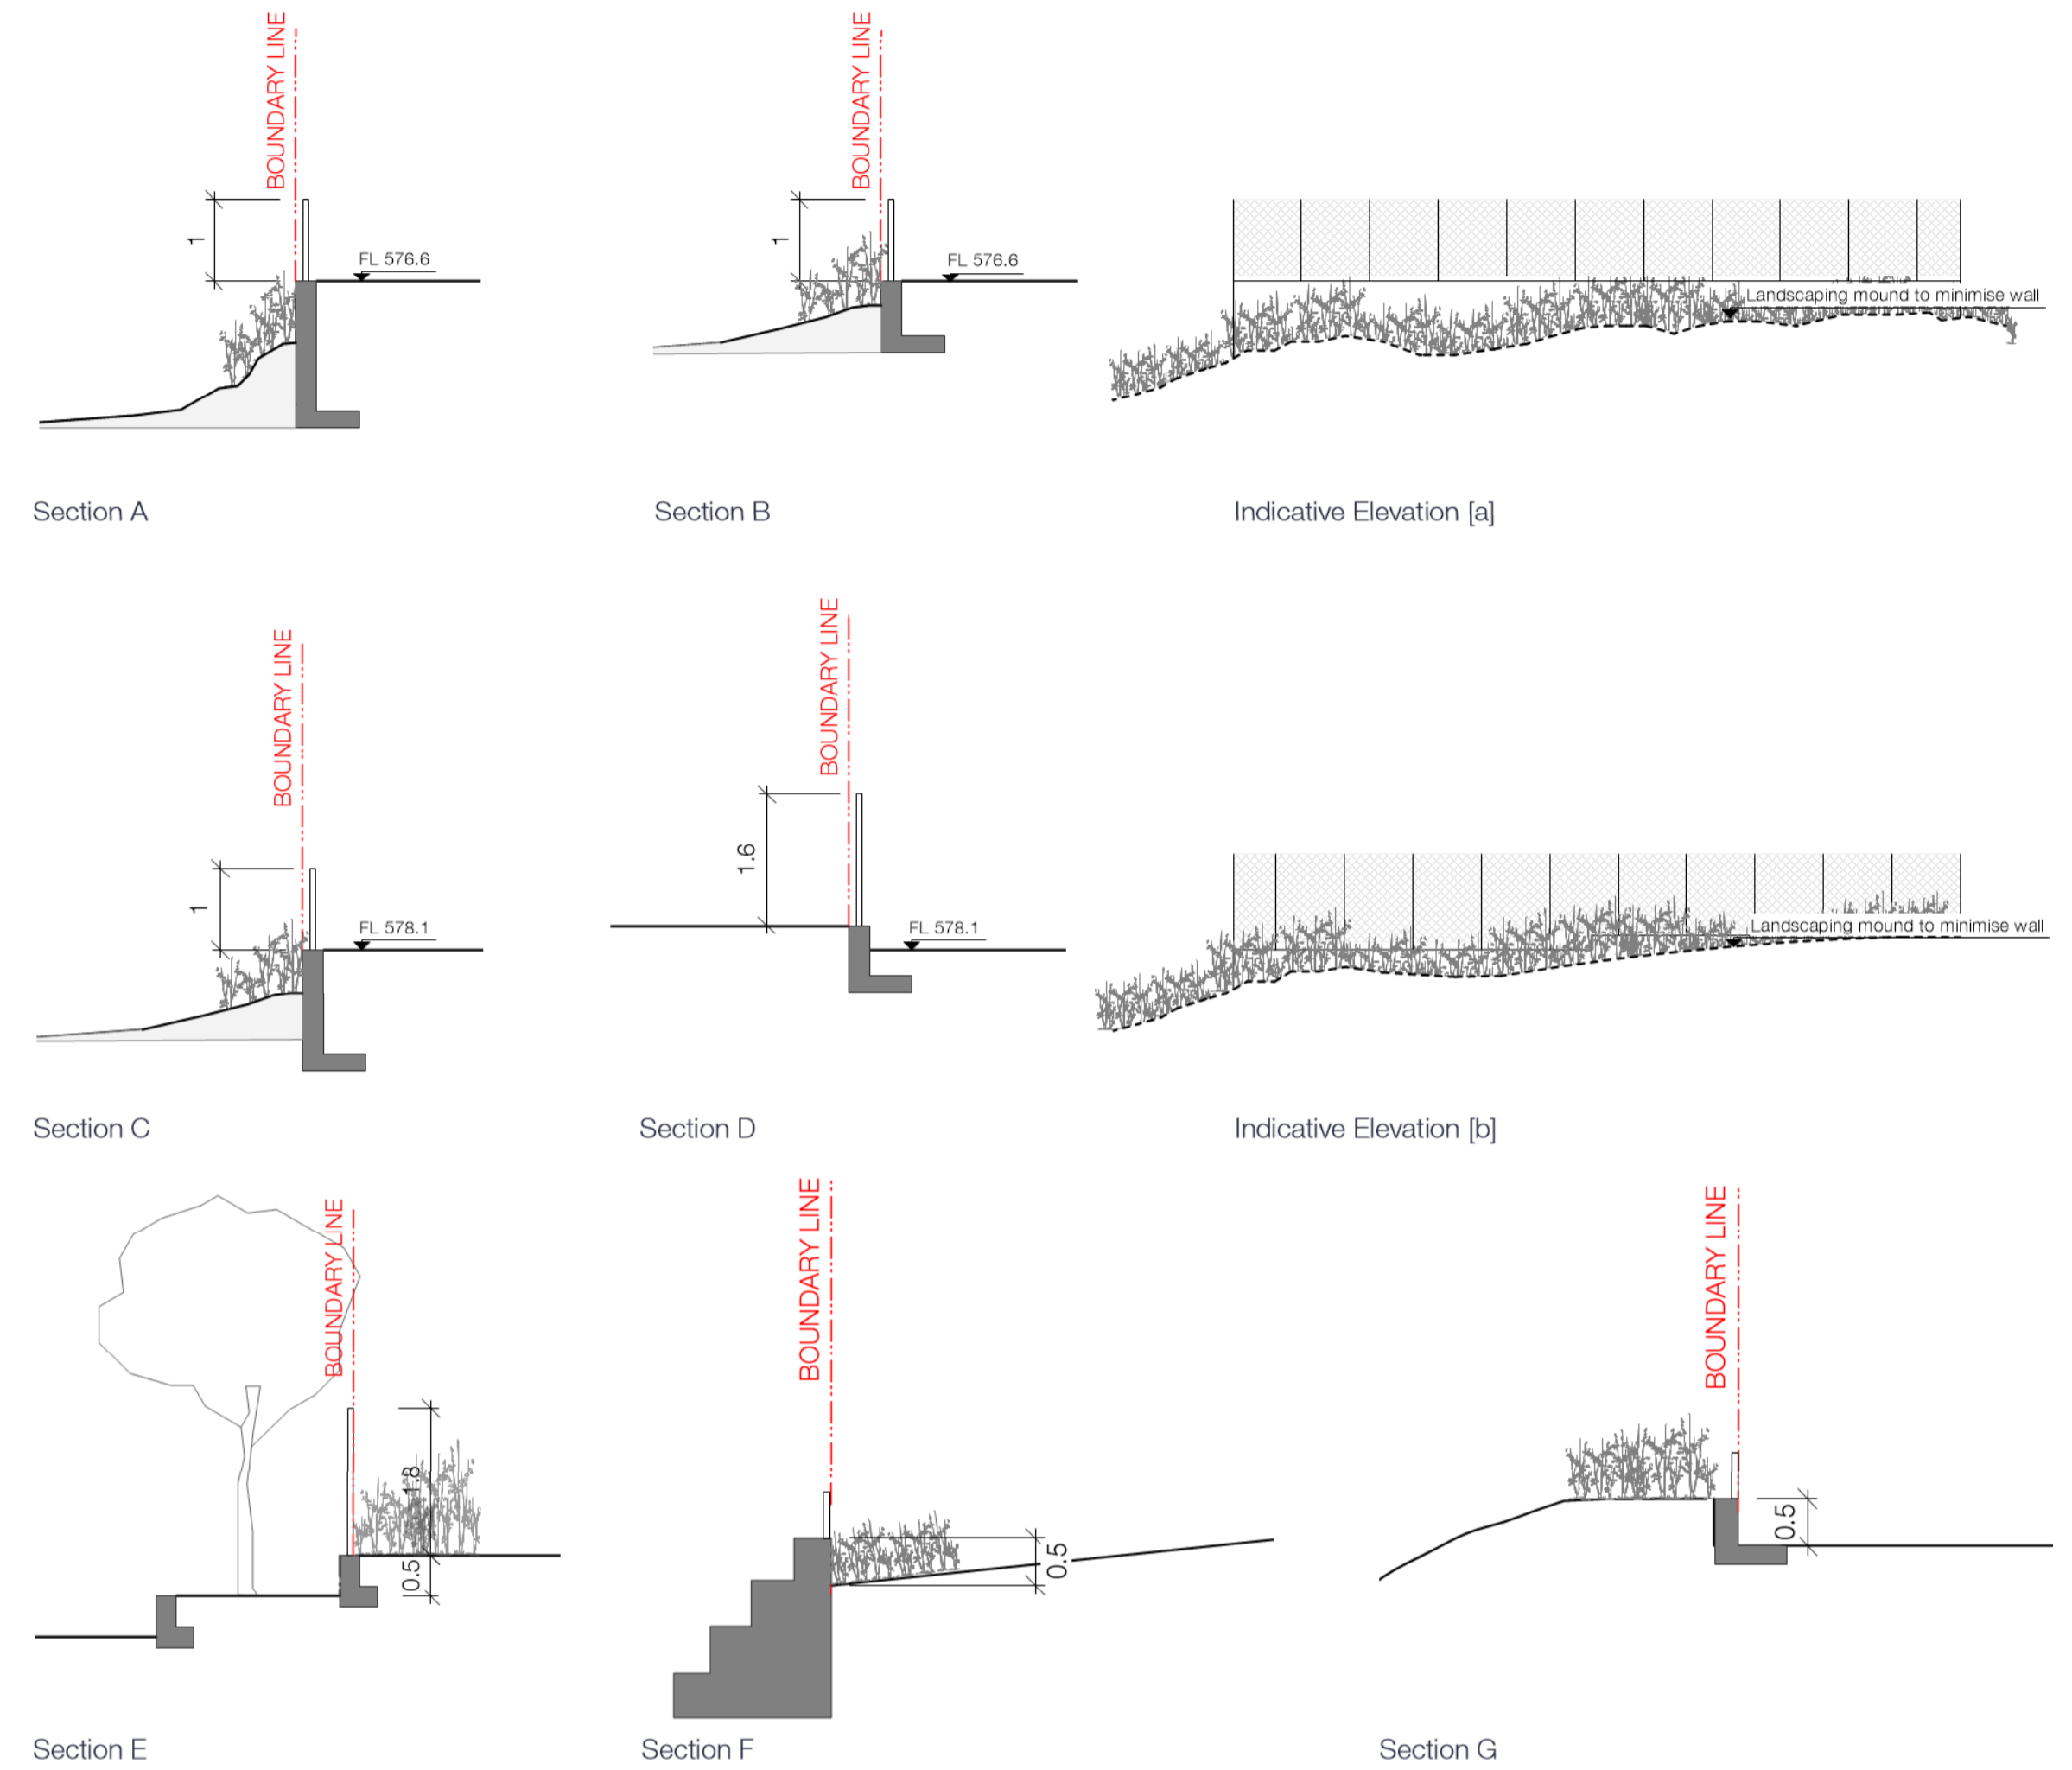 BOUNDARY LINE
1
FL 576.6
Section A
BOUNDARY LINE
1
FL 576.6
Section B
Landscaping mound to minimise wall
Indicative Elevation [a]
BOUNDARY LINE
1
FL 578.1
Section C
BOUNDARY LINE
1.6
FL 578.1
Section D
Landscaping mound to minimise wall
Indicative Elevation [b]
BOUNDARY LINE
1.8
0.5
Section E
BOUNDARY LINE
0.5
Section F
BOUNDARY LINE
0.5
Section G